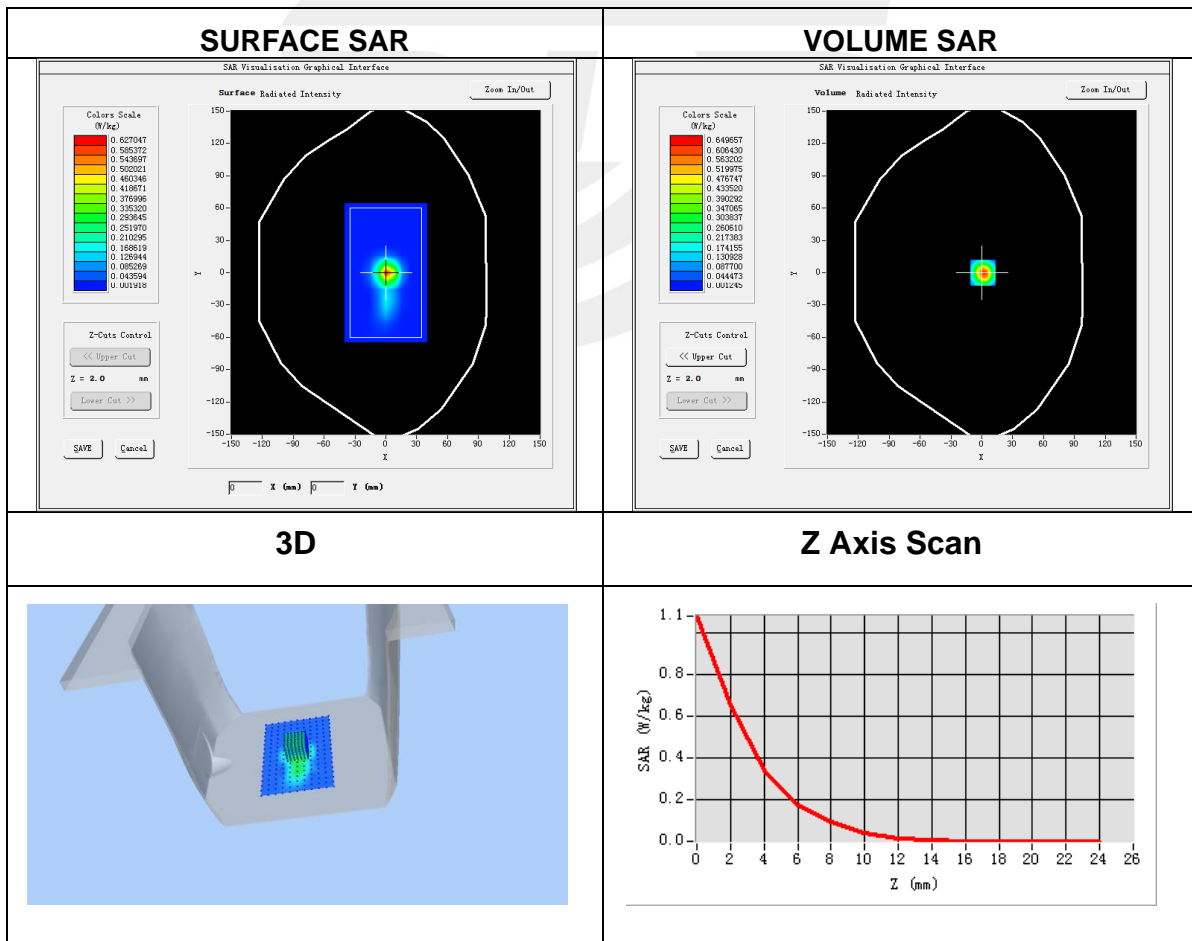 SURFACE SAR
VOLUME SAR
SAR Visualisation Graphical Interface
Surface Radiated Intensity
Zoom In/Out
Colors Scale
(W/kg)
0.627047
0.585372
0.543697
0.502021
0.460346
0.418671
0.376996
0.335320
0.293645
0.251970
0.210295
0.168619
0.126944
0.085269
0.043594
0.001918
Z-Cuts Control
<< Upper Cut
Z = 2.0 mm
Lower Cut >>
SAVE
Cancel
150
120
90
60
30
0
-30
-60
-90
-120
-150
Y
-150 -120 -90 -60 -30 0 30 60 90 120 150
X
0 X (mm) 0 Y (mm)
SAR Visualisation Graphical Interface
Volume Radiated Intensity
Zoom In/Out
Colors Scale
(W/kg)
0.649657
0.606430
0.563202
0.519975
0.476747
0.433520
0.390292
0.347065
0.303837
0.260610
0.217383
0.174155
0.130928
0.087700
0.044473
0.001245
Z-Cuts Control
<< Upper Cut
Z = 2.0 mm
Lower Cut >>
SAVE
Cancel
150
120
90
60
30
0
-30
-60
-90
-120
-150
Y
-150 -120 -90 -60 -30 0 30 60 90 120 150
X
3D
Z Axis Scan
1.1
0.8
0.6
0.4
0.2
0.0
SAR (W/kg)
0 2 4 6 8 10 12 14 16 18 20 22 24 26
Z (mm)